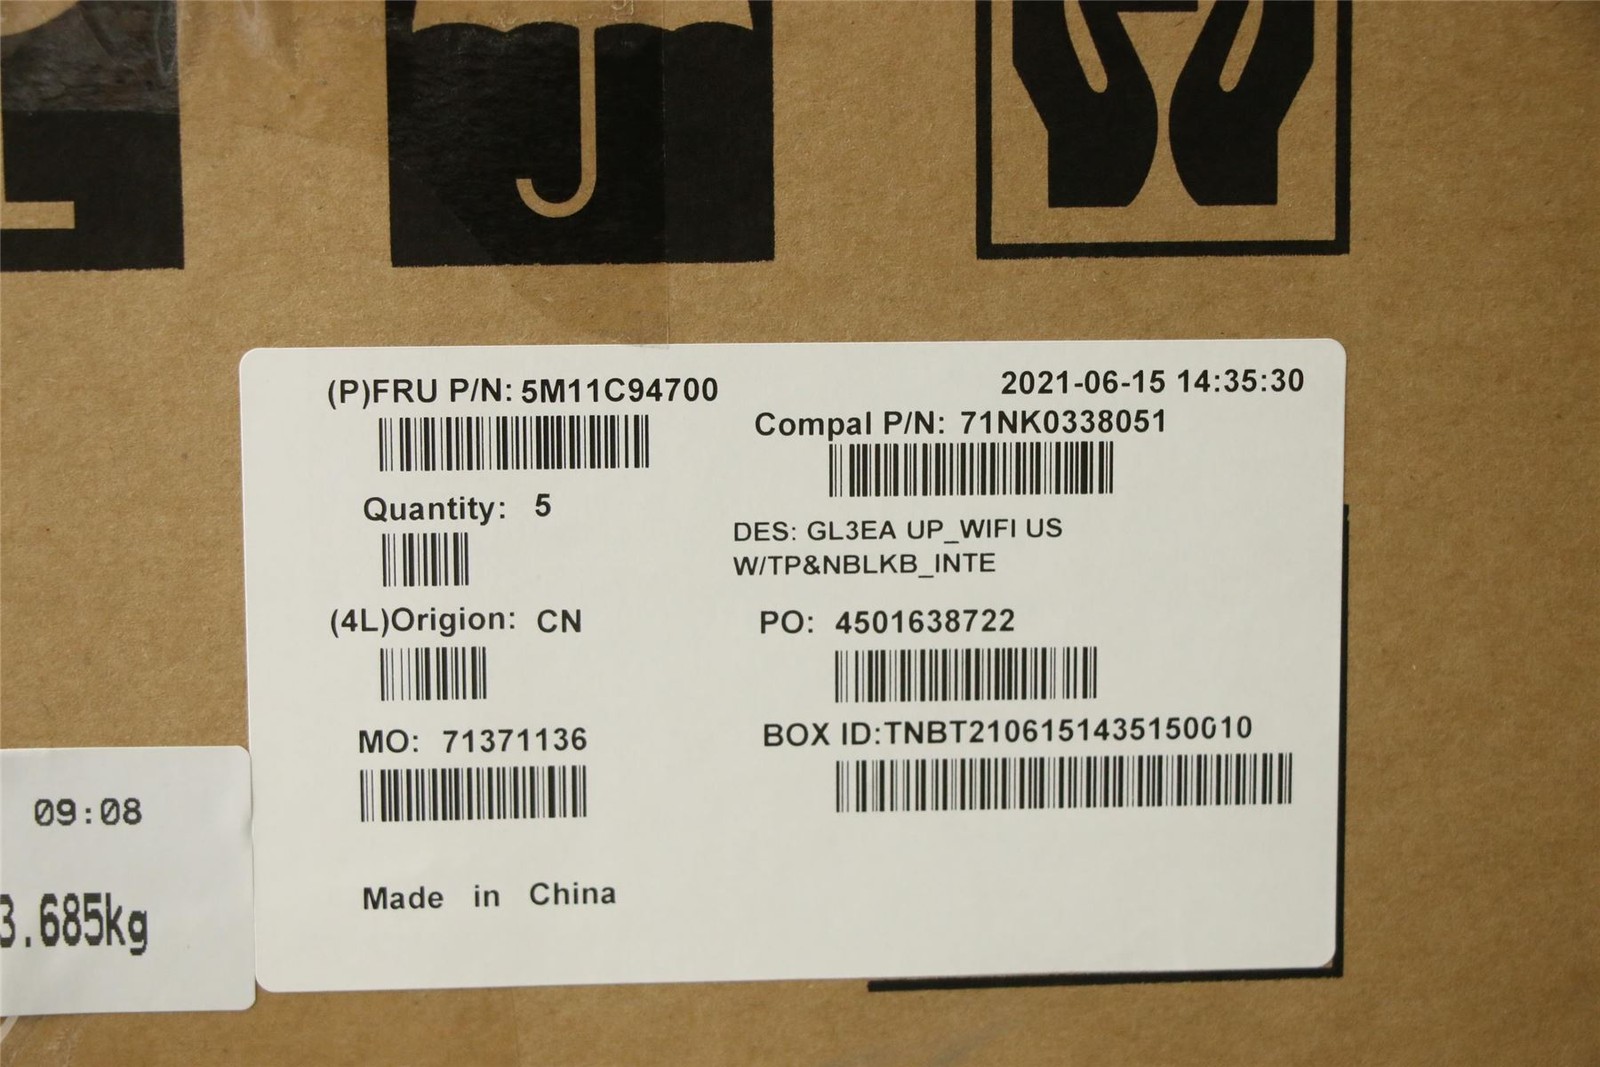 (P)FRU P/N: 5M11C94700
2021-06-15 14:35:30
Compal P/N: 71NK0338051
Quantity: 5
DES: GL3EA UP_WIFI US
W/TP&NBLKB_INTE
(4L)Origion: CN
PO: 4501638722
MO: 71371136
BOX ID:TNBT2106151435150010
Made in China
09:08
3.685kg